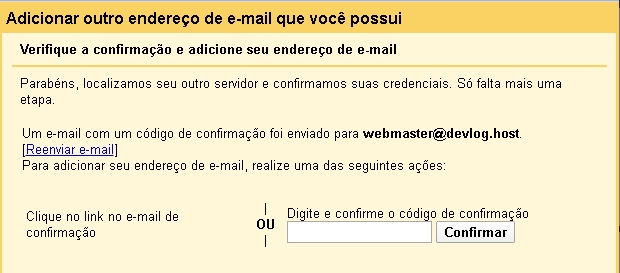 Adicionar outro endereço de e-mail que você possui
Verifique a confirmação e adicione seu endereço de e-mail
Parabéns, localizamos seu outro servidor e confirmamos suas credenciais. Só falta mais uma
etapa.
Um e-mail com um código de confirmação foi enviado para webmaster@devlog.host.
[Reenviar e-mail]
Para adicionar seu endereço de e-mail, realize uma das seguintes ações:
Clique no link no e-mail de
confirmação
|
OU
|
Digite e confirme o código de confirmação
Confirmar